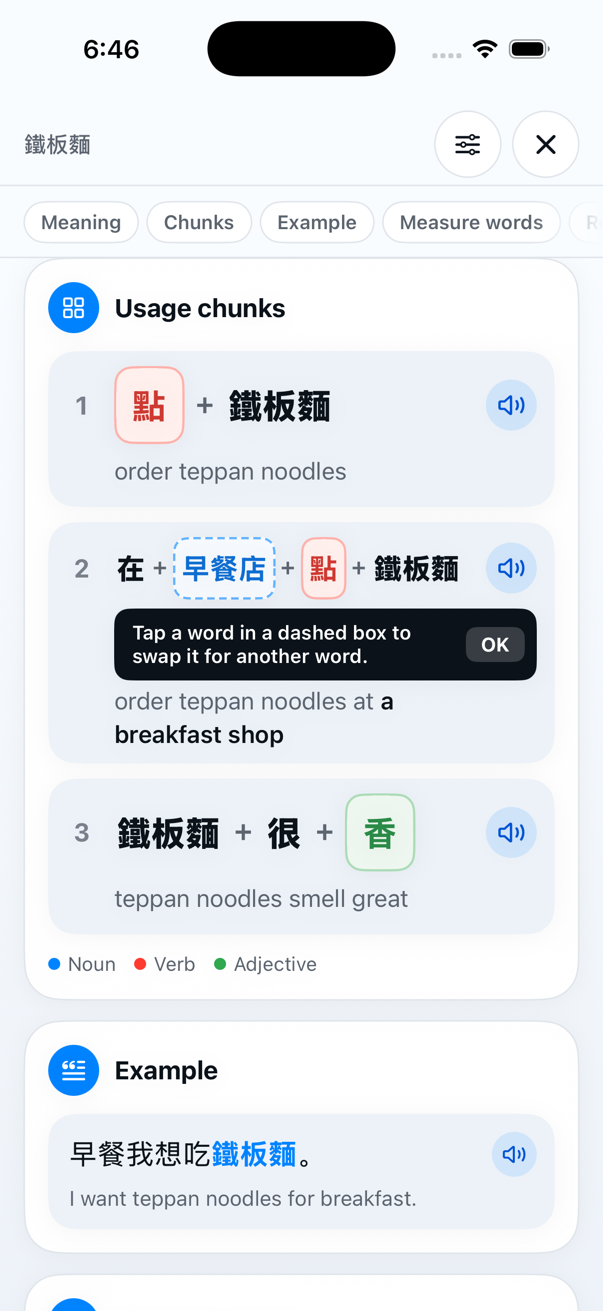 6:46
鐵板麵
Meaning Chunks Example Measure words
Usage chunks
1 點 + 鐵板麵
order teppan noodles
2 在 + 早餐店 + 點 + 鐵板麵
Tap a word in a dashed box to
swap it for another word.
OK
order teppan noodles at a
breakfast shop
3 鐵板麵 + 很 + 香
teppan noodles smell great
Noun Verb Adjective
Example
早餐我想吃鐵板麵。
I want teppan noodles for breakfast.